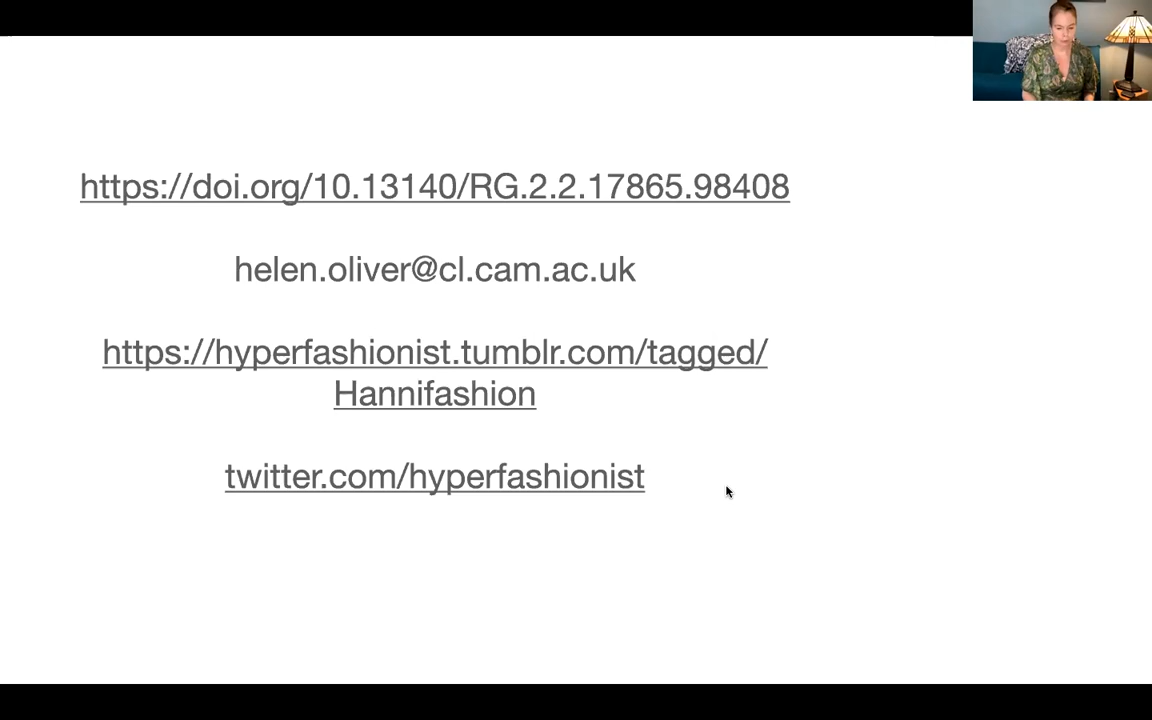 https://doi.org/10.13140/RG.2.2.17865.98408
helen.oliver@cl.cam.ac.uk
https://hyperfashionist.tumblr.com/tagged/
Hannifashion
twitter.com/hyperfashionist